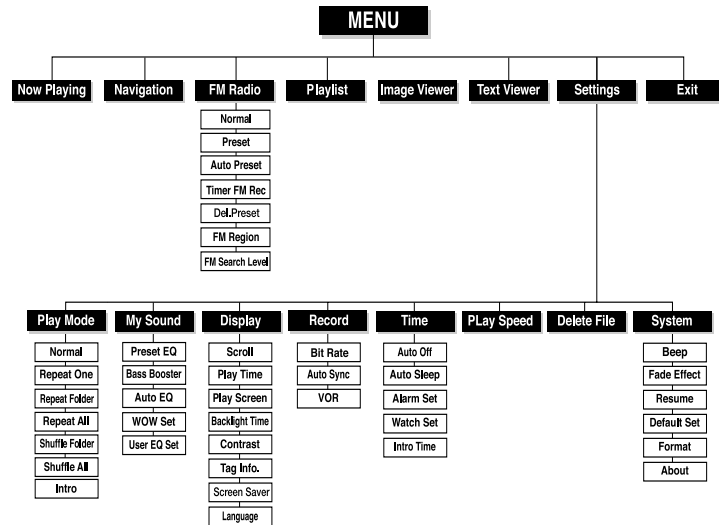 MENU
Now Playing
Navigation
FM Radio
Playlist
Image Viewer
Text Viewer
Settings
Exit
Normal
Preset
Auto Preset
Timer FM Rec
Del.Preset
FM Region
FM Search Level
Play Mode
Normal
Repeat One
Repeat Folder
Repeat All
Shuffle Folder
Shuffle All
Intro
My Sound
Preset EQ
Bass Booster
Auto EQ
WOW Set
User EQ Set
Display
Scroll
Play Time
Play Screen
Backlight Time
Contrast
Tag Info.
Screen Saver
Language
Record
Bit Rate
Auto Sync
VOR
Time
Auto Off
Auto Sleep
Alarm Set
Watch Set
Intro Time
PLay Speed
Delete File
System
Beep
Fade Effect
Resume
Default Set
Format
About